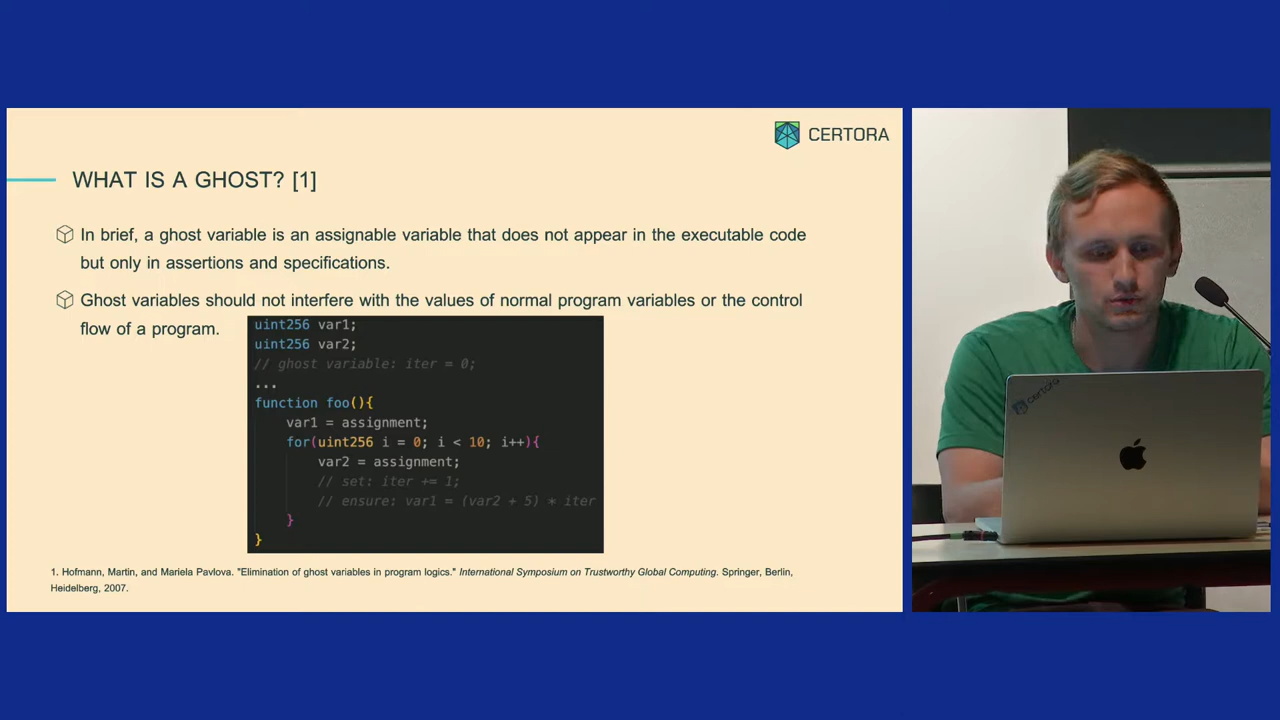 CERTORA
WHAT IS A GHOST? [1]
In brief, a ghost variable is an assignable variable that does not appear in the executable code
but only in assertions and specifications.
Ghost variables should not interfere with the values of normal program variables or the control
flow of a program.
uint256 var1;
uint256 var2;
// ghost variable: iter = 0;
...
function foo(){
var1 = assignment;
for(uint256 i = 0; i < 10; i++){
var2 = assignment;
// set: iter += 1;
// ensure: var1 = (var2 + 5) * iter
}
}
1. Hofmann, Martin, and Mariela Pavlova. "Elimination of ghost variables in program logics." International Symposium on Trustworthy Global Computing. Springer, Berlin,
Heidelberg, 2007.
certora